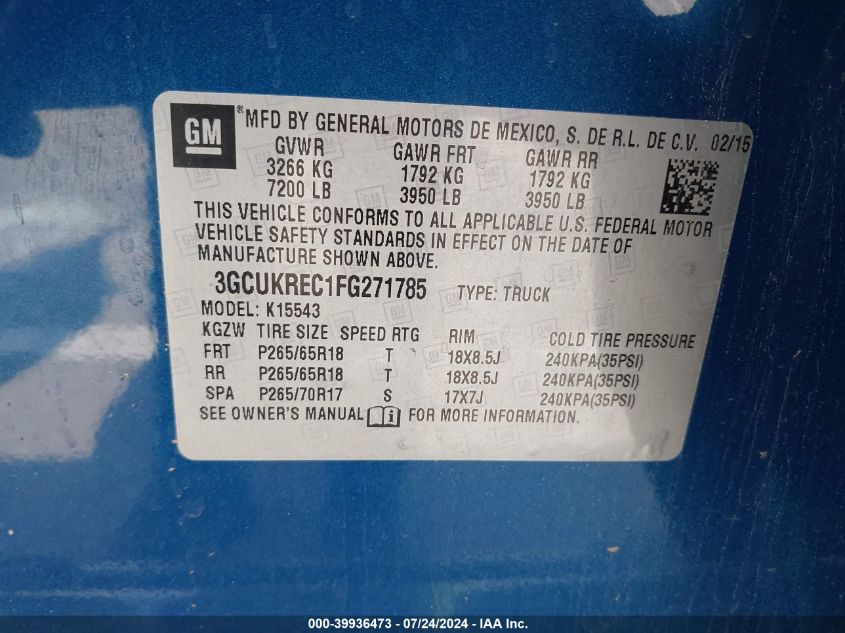 GM ® MFD BY GENERAL MOTORS DE MEXICO, S. DE R.L. DE C.V. 02/15
GVWR GAWR FRT GAWR RR
3266 KG 1792 KG 1792 KG
7200 LB 3950 LB 3950 LB
THIS VEHICLE CONFORMS TO ALL APPLICABLE U.S. FEDERAL MOTOR
VEHICLE SAFETY STANDARDS IN EFFECT ON THE DATE OF
MANUFACTURE SHOWN ABOVE.
3GCUKREC1FG271785 TYPE: TRUCK
MODEL: K15543
KGZW TIRE SIZE SPEED RTG RIM COLD TIRE PRESSURE
FRT P265/65R18 T 18X8.5J 240KPA(35PSI)
RR P265/65R18 T 18X8.5J 240KPA(35PSI)
SPA P265/70R17 S 17X7J 240KPA(35PSI)
SEE OWNER'S MANUAL i FOR MORE INFORMATION.
000-39936473 - 07/24/2024 - IAA Inc.